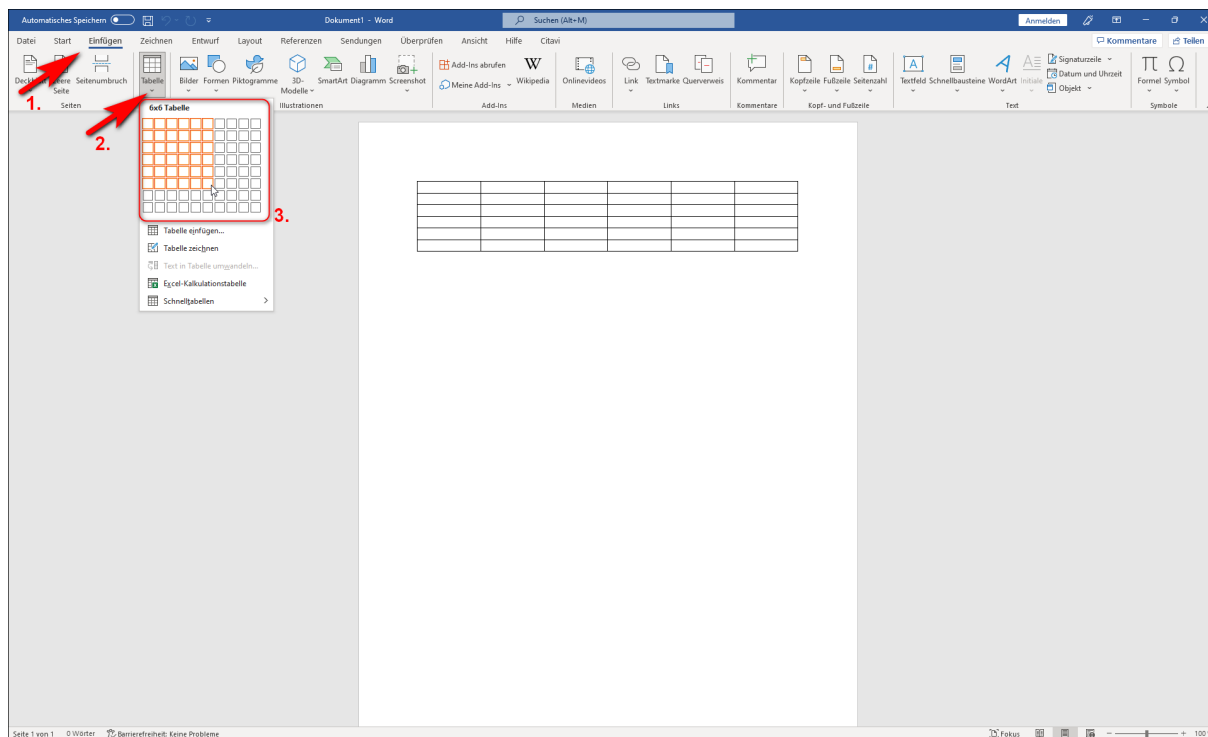 Automatisches Speichern
Dokument1 - Word
Suchen (Alt+M)
Anmelden
Datei Start Einfügen Zeichnen Entwurf Layout Referenzen Sendungen Überprüfen Ansicht Hilfe Citavi
Kommentare Teilen
Seitenumbruch
Seite
Seiten
1.
Tabelle
2.
Bilder Formen Piktogramme 3D-Modelle SmartArt Diagramm Screenshot
Illustrationen
Add-Ins abrufen
Meine Add-Ins
W Wikipedia
Add-Ins
Onlinevideos
Medien
Link Textmarke Querverweis
Links
Kommentar
Kommentare
Kopfzeile Fußzeile Seitenzahl
Kopf- und Fußzeile
Textfeld Schnellbausteine WordArt Initiale
Signaturzeile
Datum und Uhrzeit
Objekt
Text
Formel Symbol
Symbole
6x6 Tabelle
3.
Tabelle einfügen...
Tabelle zeichnen
Text in Tabelle umwandeln...
Excel-Kalkulationstabelle
Schnelltabellen
Seite 1 von 1 0 Wörter Barrierefreiheit: Keine Probleme
Fokus